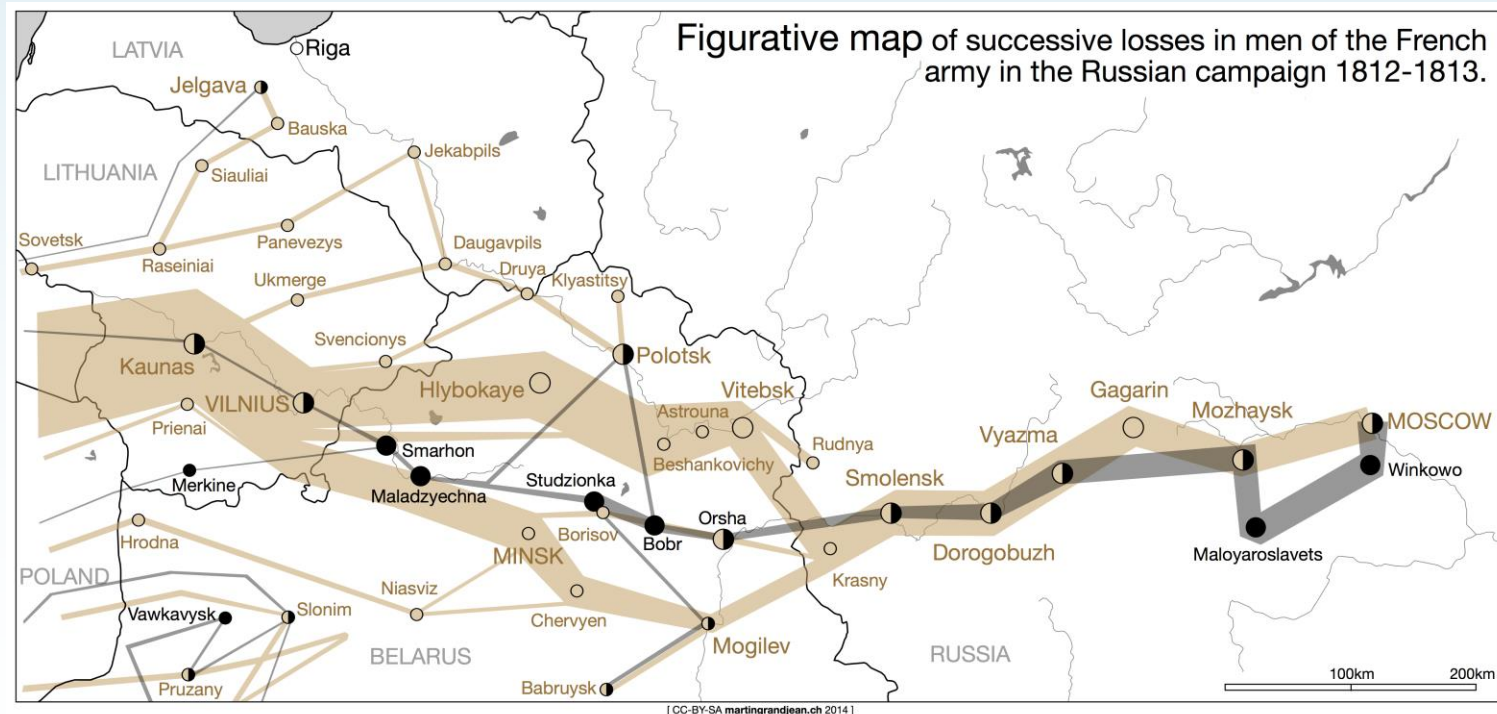 Figurative map of successive losses in men of the French
army in the Russian campaign 1812-1813.
LATVIA
Riga
Jelgava
Bauska
Jekabpils
LITHUANIA
Siauliai
Sovetsk
Raseiniai
Panevezys
Daugavpils
Ukmerge
Druya
Klyastitsy
Svencionys
Kaunas
Polotsk
Hlybokaye
Vitebsk
Gagarin
VILNIUS
Astrouna
Mozhaysk
MOSCOW
Prienai
Rudnya
Vyazma
Smarhon
Beshankovichy
Winkowo
Merkine
Maladzyechna
Studzionka
Smolensk
Orsha
Borisov
Bobr
Hrodna
MINSK
Dorogobuzh
Maloyaroslavets
POLAND
Niasviz
Krasny
Vawkavysk
Slonim
Chervyen
Mogilev
BELARUS
RUSSIA
Pruzany
Babruysk
100km
200km
[ CC-BY-SA martingrandjean.ch 2014 ]